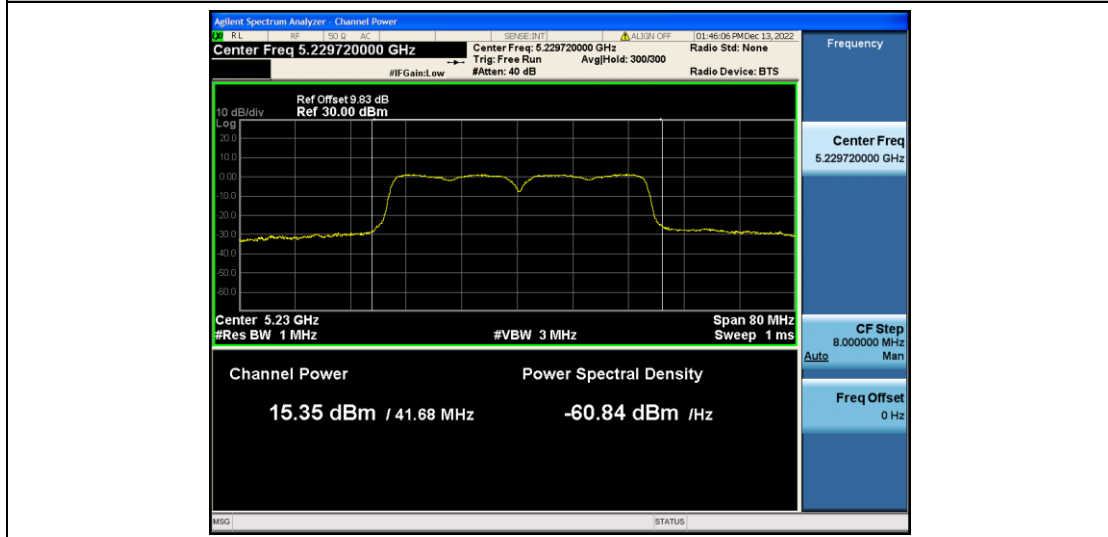 Agilent Spectrum Analyzer - Channel Power
RL RF 50 Ω AC SENSE:INT ALIGN OFF 01:46:06 PM Dec 13, 2022
Center Freq 5.229720000 GHz
Center Freq: 5.229720000 GHz
Radio Std: None
Trig: Free Run Avg|Hold: 300/300
#IFGain:Low #Atten: 40 dB Radio Device: BTS
Frequency
Ref Offset 9.83 dB
10 dB/div Ref 30.00 dBm
Log
20.0
10.0
0.00
-10.0
-20.0
-30.0
-40.0
-50.0
-60.0
Center 5.23 GHz Span 80 MHz
#Res BW 1 MHz #VBW 3 MHz Sweep 1 ms
Channel Power Power Spectral Density
15.35 dBm / 41.68 MHz -60.84 dBm /Hz
Center Freq
5.229720000 GHz
CF Step
8.000000 MHz
Auto Man
Freq Offset
0 Hz
MSG STATUS